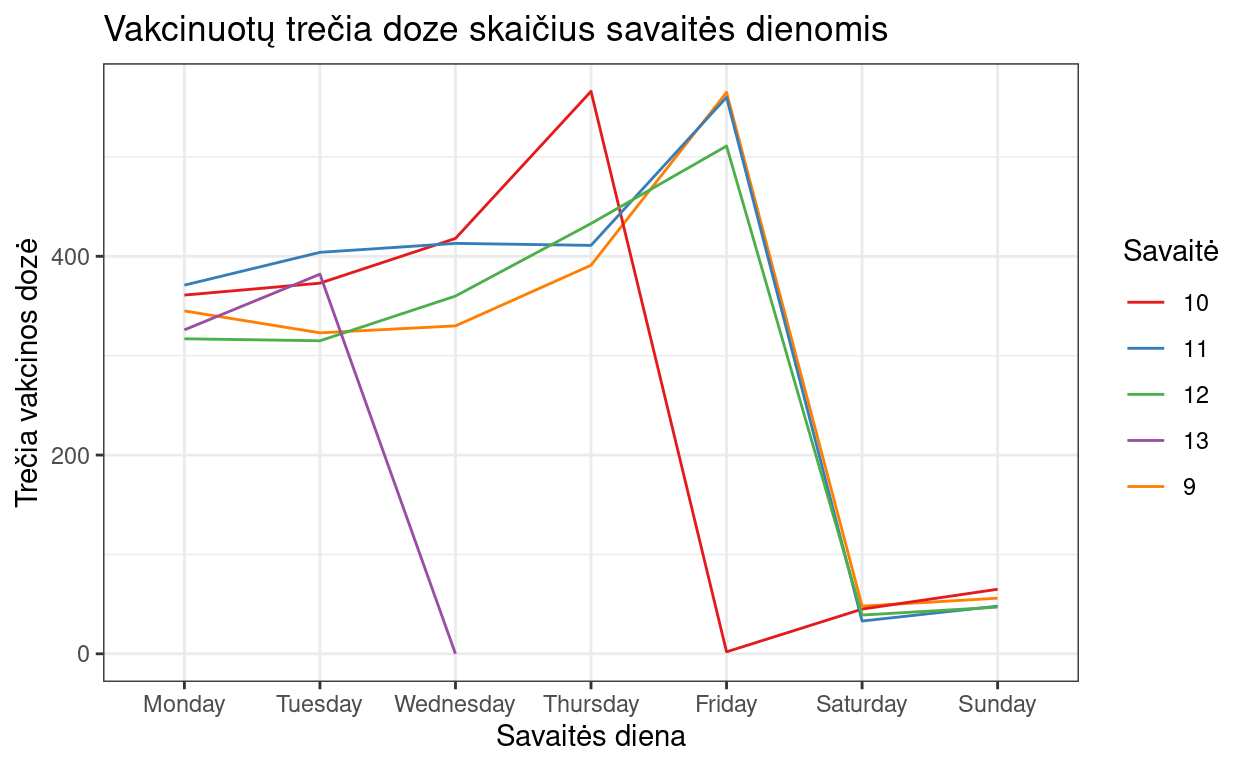 Vakcinuotų trečia doze skaičius savaitės dienomis
Trečia vakcinos dozė
400
200
0
Monday Tuesday Wednesday Thursday Friday Saturday Sunday
Savaitės diena
Savaitė
10
11
12
13
9